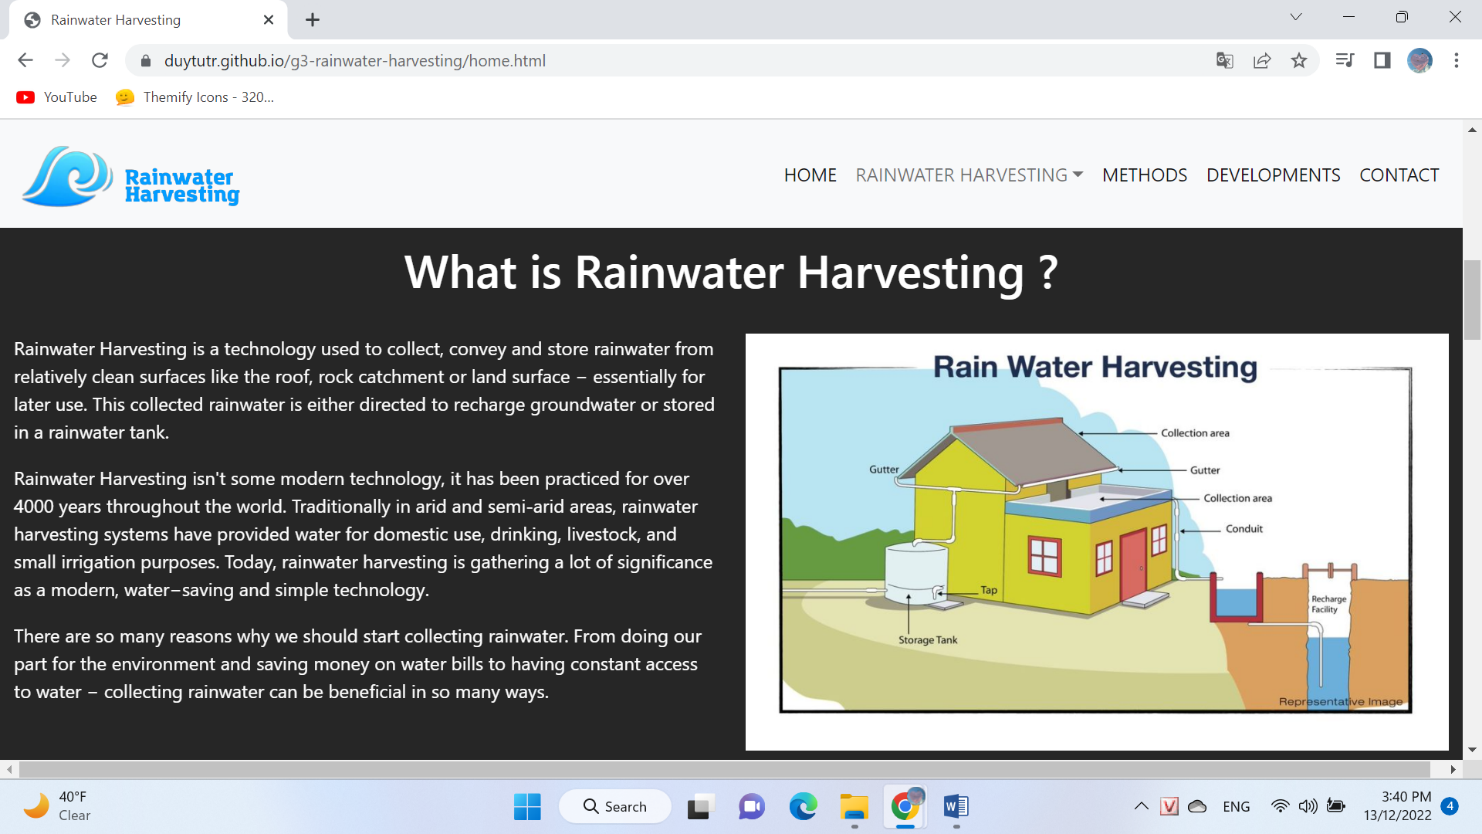 Rainwater Harvesting
duytutr.github.io/g3-rainwater-harvesting/home.html
YouTube
Themify Icons - 320...
Rainwater
Harvesting
HOME
RAINWATER HARVESTING
METHODS
DEVELOPMENTS
CONTACT
What is Rainwater Harvesting ?
Rainwater Harvesting is a technology used to collect, convey and store rainwater from
relatively clean surfaces like the roof, rock catchment or land surface – essentially for
later use. This collected rainwater is either directed to recharge groundwater or stored
in a rainwater tank.
Rainwater Harvesting isn't some modern technology, it has been practiced for over
4000 years throughout the world. Traditionally in arid and semi-arid areas, rainwater
harvesting systems have provided water for domestic use, drinking, livestock, and
small irrigation purposes. Today, rainwater harvesting is gathering a lot of significance
as a modern, water–saving and simple technology.
There are so many reasons why we should start collecting rainwater. From doing our
part for the environment and saving money on water bills to having constant access
to water – collecting rainwater can be beneficial in so many ways.
Rain Water Harvesting
Collection area
Gutter
Gutter
Collection area
Conduit
Tap
Recharge
Facility
Storage Tank
Representative Image
40°F
Clear
Search
ENG
3:40 PM
13/12/2022
4